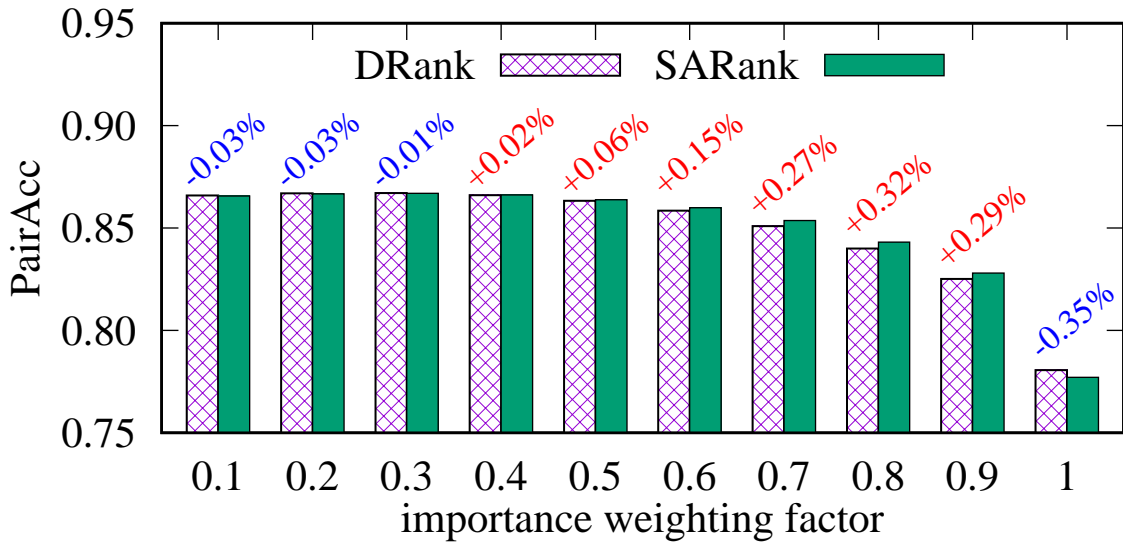 0.95
DRank SARank
0.90
-0.03% -0.03% -0.01% +0.02% +0.06% +0.15% +0.27% +0.32% +0.29% -0.35%
PairAcc
0.85
0.80
0.75
0.1 0.2 0.3 0.4 0.5 0.6 0.7 0.8 0.9 1
importance weighting factor